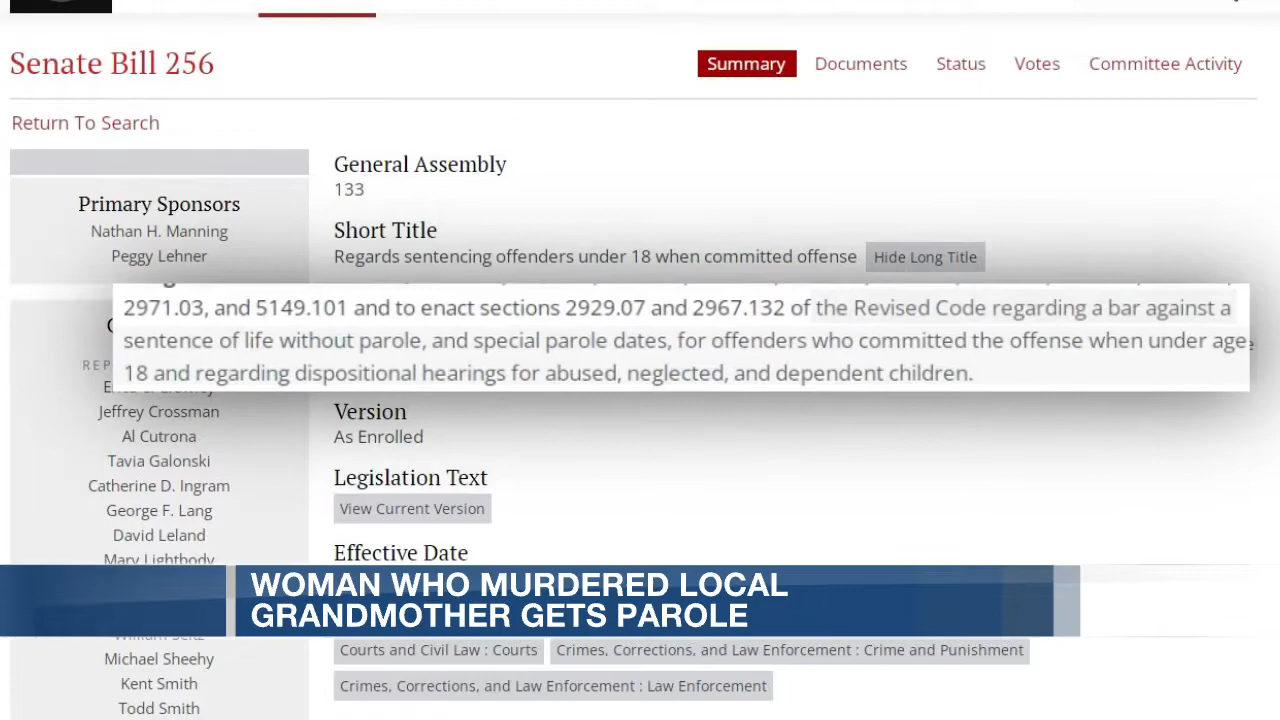 Senate Bill 256
Summary
Documents
Status
Votes
Committee Activity
Return To Search
Primary Sponsors
Nathan H. Manning
Peggy Lehner
General Assembly
133
Short Title
Regards sentencing offenders under 18 when committed offense
Hide Long Title
2971.03, and 5149.101 and to enact sections 2929.07 and 2967.132 of the Revised Code regarding a bar against a
sentence of life without parole, and special parole dates, for offenders who committed the offense when under age
18 and regarding dispositional hearings for abused, neglected, and dependent children.
Jeffrey Crossman
Al Cutrona
Tavia Galonski
Catherine D. Ingram
George F. Lang
David Leland
Mary Lightbody
Version
As Enrolled
Legislation Text
View Current Version
Effective Date
WOMAN WHO MURDERED LOCAL
GRANDMOTHER GETS PAROLE
Michael Sheehy
Kent Smith
Todd Smith
Courts and Civil Law : Courts
Crimes, Corrections, and Law Enforcement : Crime and Punishment
Crimes, Corrections, and Law Enforcement : Law Enforcement